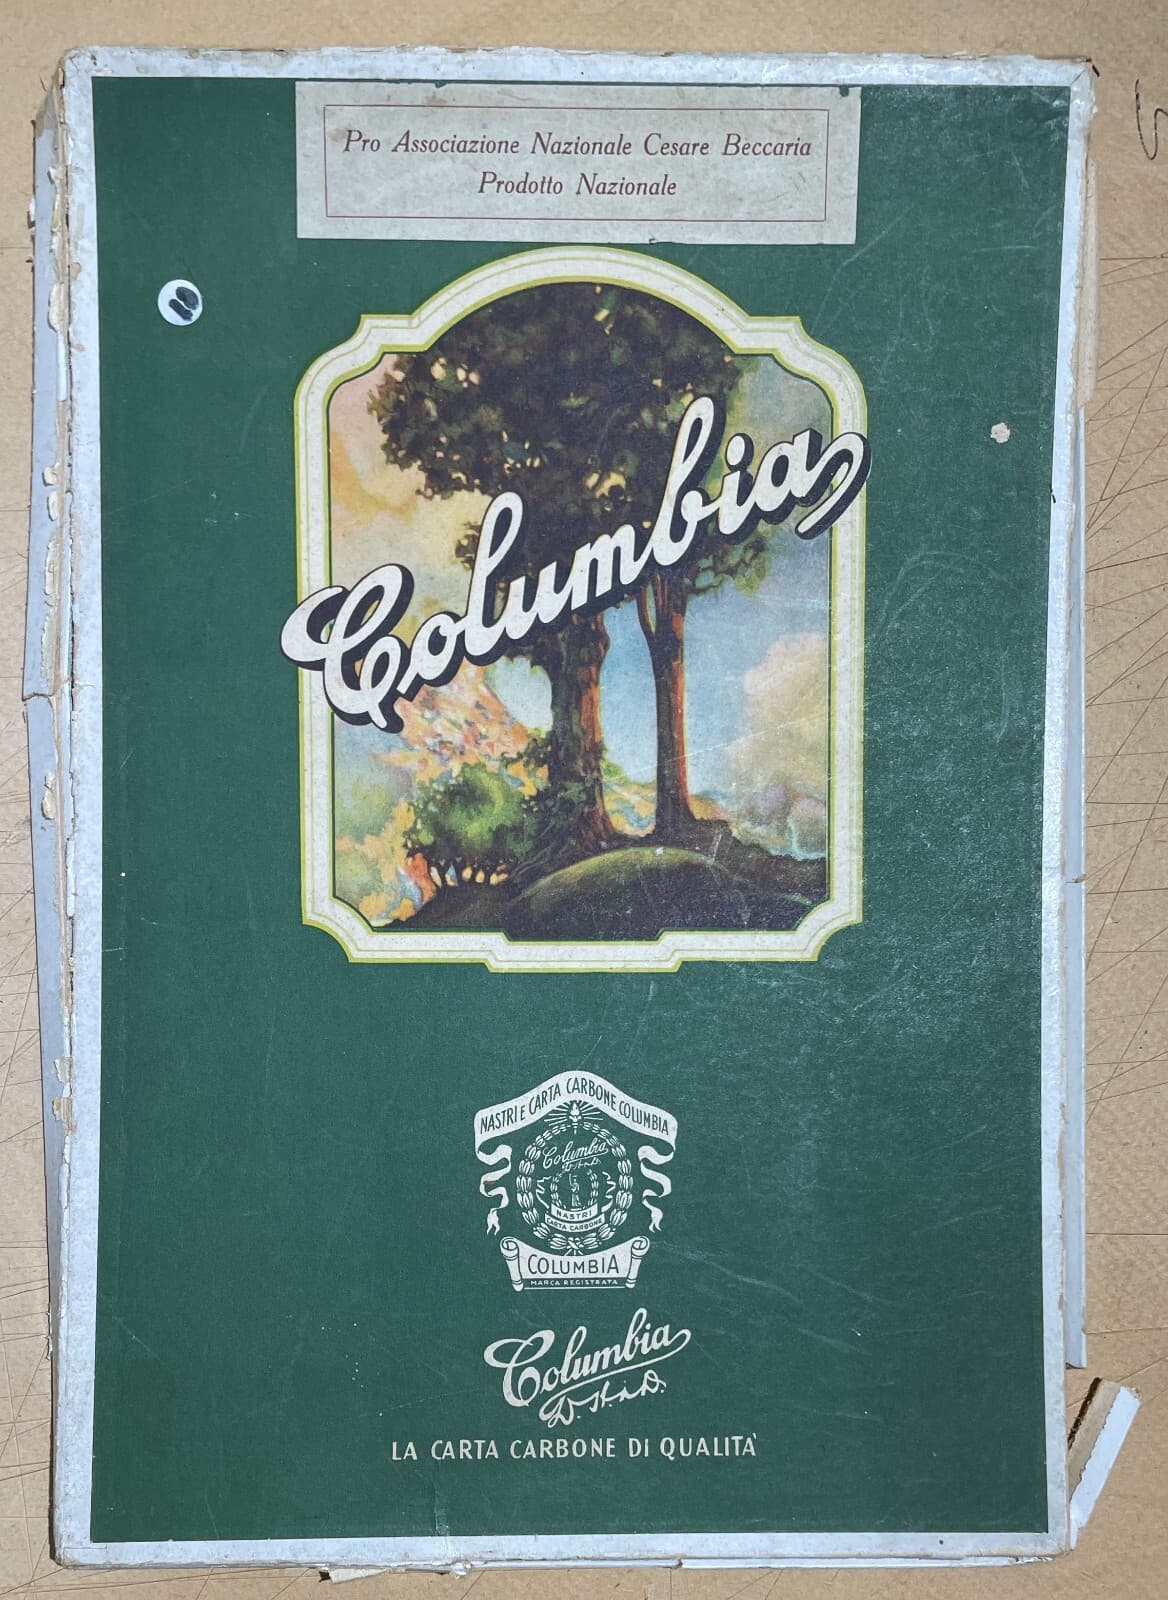 Pro Associazione Nazionale Cesare Beccaria
Prodotto Nazionale
Columbia
NASTRI E CARTA CARBONE COLUMBIA
Columbia
NASTRI
CARTA CARBONE
COLUMBIA
MARCA REGISTRATA
Columbia
LA CARTA CARBONE DI QUALITA'